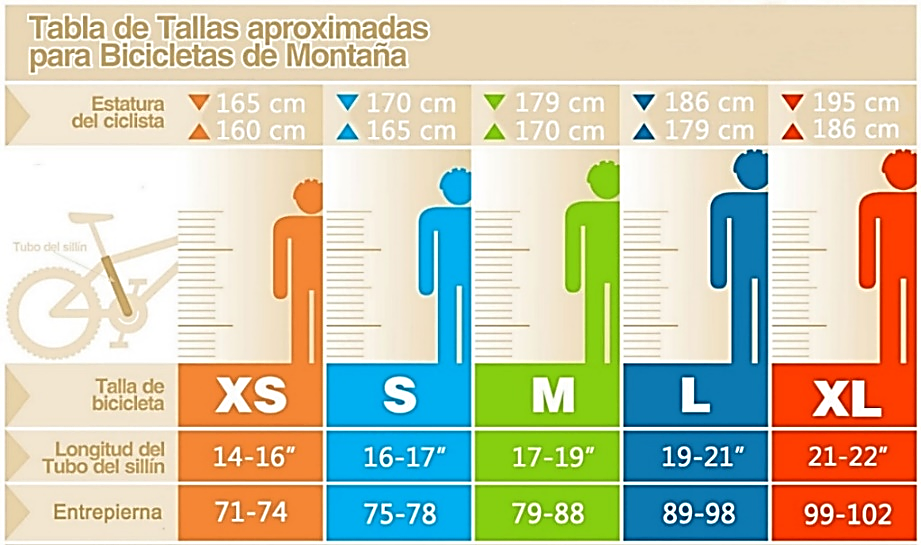 Tabla de Tallas aproximadas
para Bicicletas de Montaña
Estatura
del ciclista
165 cm
160 cm
170 cm
165 cm
179 cm
170 cm
186 cm
179 cm
195 cm
186 cm
Tubo del sillín
Talla de
bicicleta
XS S M L XL
Longitud del
Tubo del sillín
14-16” 16-17” 17-19” 19-21” 21-22”
Entrepierna 71-74 75-78 79-88 89-98 99-102